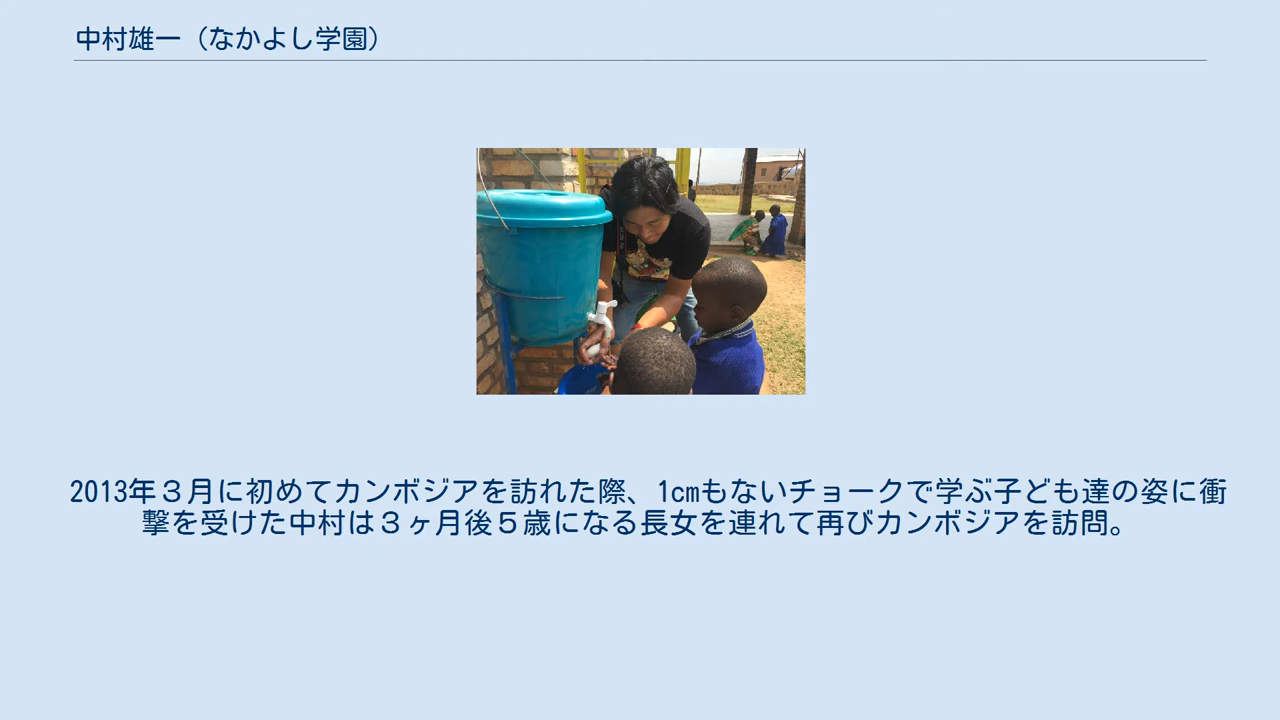 中村雄一（なかよし学園）
2013年３月に初めてカンボジアを訪れた際、1cmもないチョークで学ぶ子ども達の姿に衝
撃を受けた中村は３ヶ月後５歳になる長女を連れて再びカンボジアを訪問。